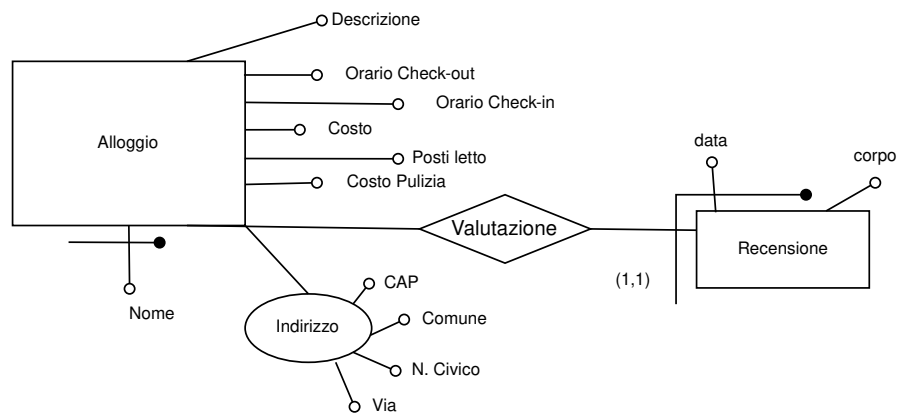 Descrizione
Orario Check-out
Orario Check-in
Alloggio
Costo
Posti letto
Costo Pulizia
data
corpo
Valutazione
Recensione
(1,1)
CAP
Nome
Indirizzo
Comune
N. Civico
Via